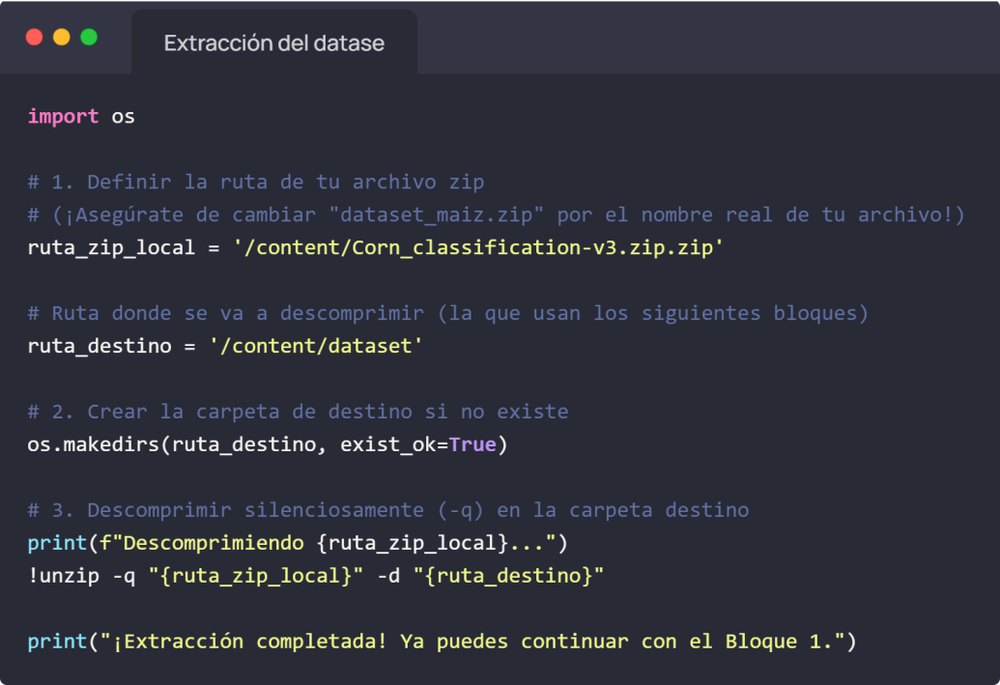 Extracción del datase
import os
# 1. Definir la ruta de tu archivo zip
# (¡Asegúrate de cambiar "dataset_maiz.zip" por el nombre real de tu archivo!)
ruta_zip_local = '/content/Corn_classification-v3.zip.zip'
# Ruta donde se va a descomprimir (la que usan los siguientes bloques)
ruta_destino = '/content/dataset'
# 2. Crear la carpeta de destino si no existe
os.makedirs(ruta_destino, exist_ok=True)
# 3. Descomprimir silenciosamente (-q) en la carpeta destino
print(f"Descomprimiendo {ruta_zip_local}...")
!unzip -q "{ruta_zip_local}" -d "{ruta_destino}"
print("¡Extracción completada! Ya puedes continuar con el Bloque 1.")